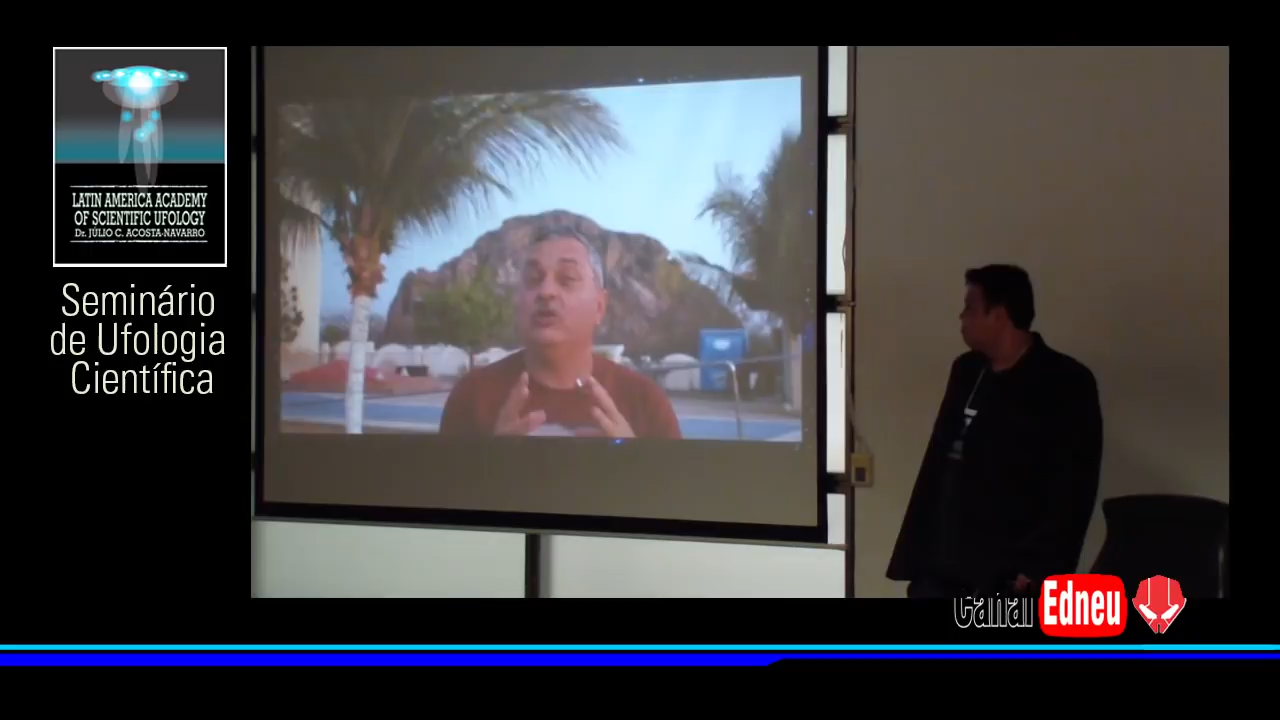 LATIN AMERICA ACADEMY
OF SCIENTIFIC UFOLOGY
Dr. JÚLIO C. ACOSTA-NAVARRO
Seminário
de Ufologia
Científica
Canal Edneu